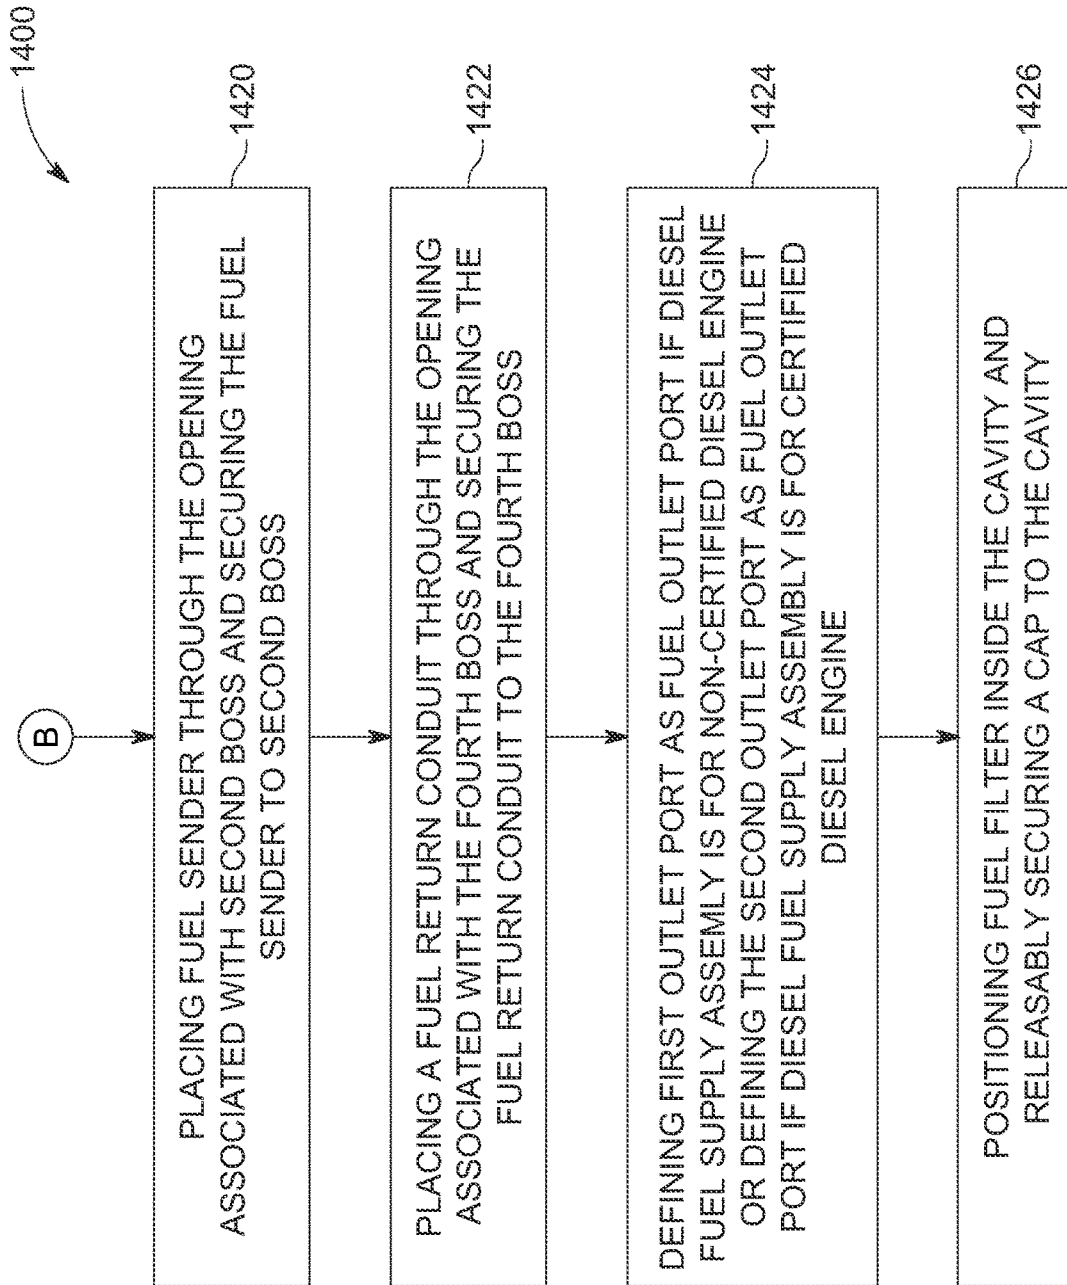 1400
B
PLACING FUEL SENDER THROUGH THE OPENING
ASSOCIATED WITH SECOND BOSS AND SECURING THE FUEL
SENDER TO SECOND BOSS
1420
PLACING A FUEL RETURN CONDUIT THROUGH THE OPENING
ASSOCIATED WITH THE FOURTH BOSS AND SECURING THE
FUEL RETURN CONDUIT TO THE FOURTH BOSS
1422
DEFINING FIRST OUTLET PORT AS FUEL OUTLET PORT IF DIESEL
FUEL SUPPLY ASSEMLY IS FOR NON-CERTIFIED DIESEL ENGINE
OR DEFINING THE SECOND OUTLET PORT AS FUEL OUTLET
PORT IF DIESEL FUEL SUPPLY ASSEMBLY IS FOR CERTIFIED
DIESEL ENGINE
1424
POSITIONING FUEL FILTER INSIDE THE CAVITY AND
RELEASABLY SECURING A CAP TO THE CAVITY
1426